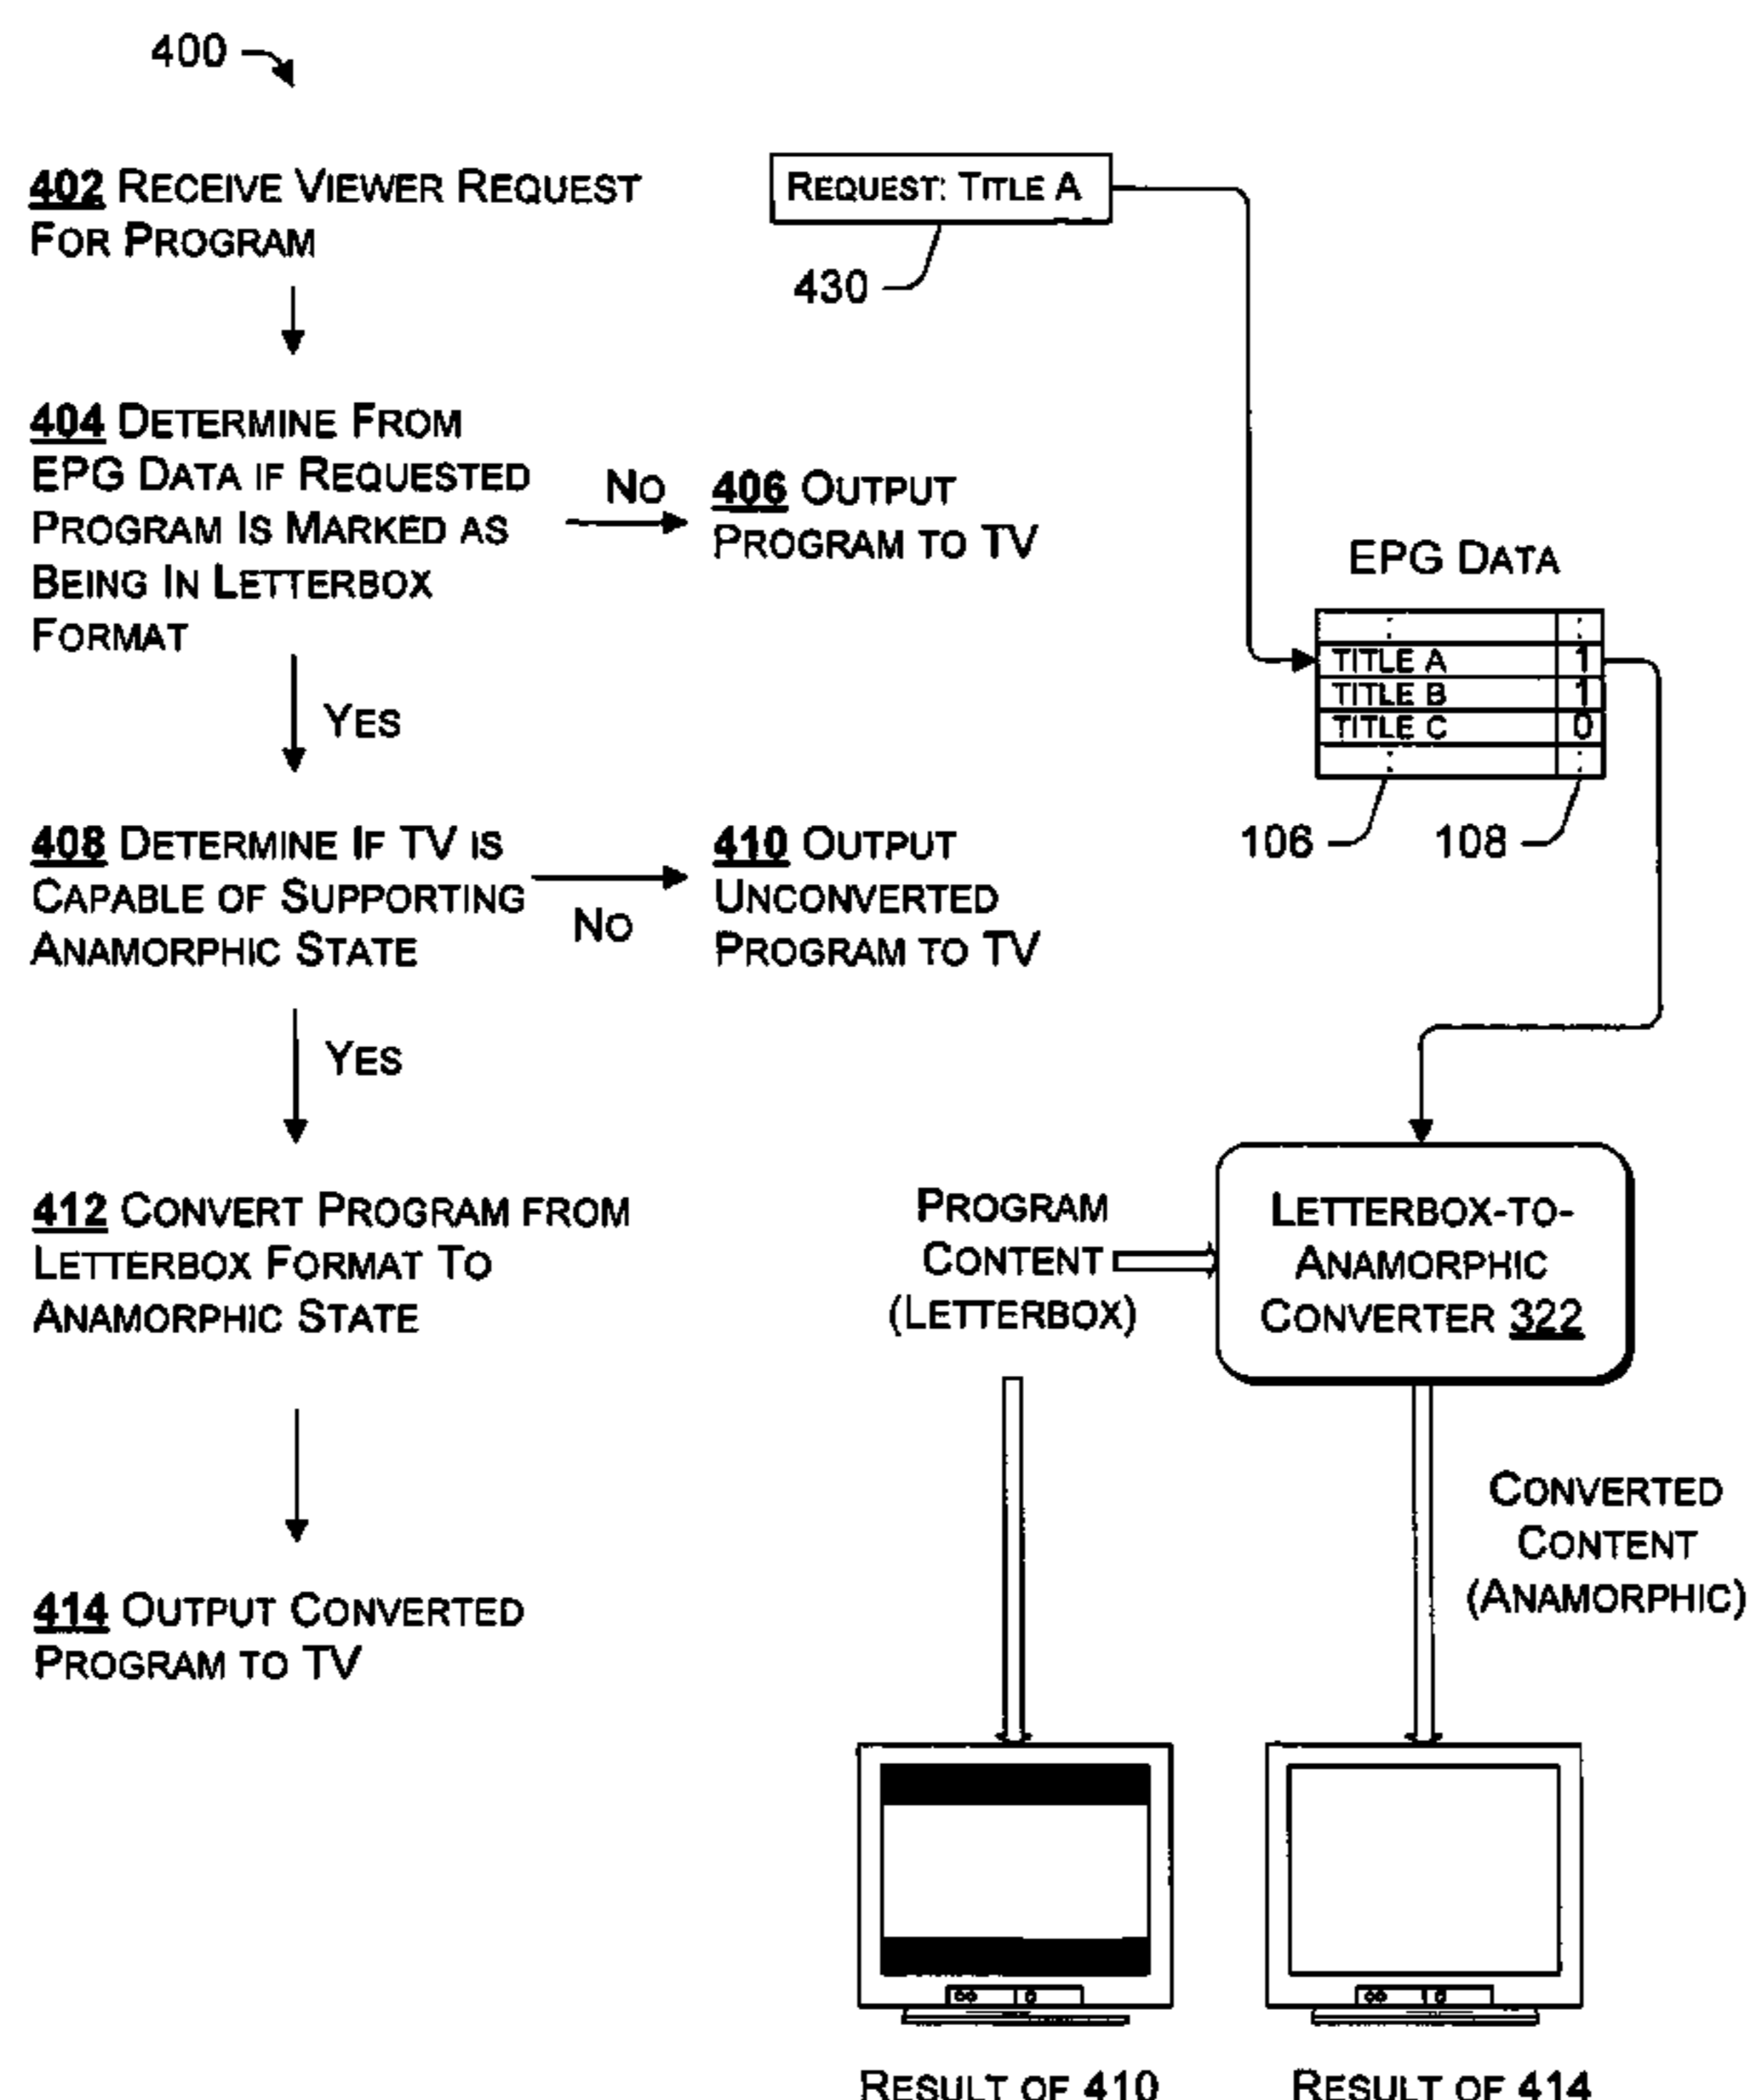 400
402 RECEIVE VIEWER REQUEST
FOR PROGRAM
REQUEST: TITLE A
430
404 DETERMINE FROM
EPG DATA IF REQUESTED
PROGRAM IS MARKED AS
BEING IN LETTERBOX
FORMAT
NO
406 OUTPUT
PROGRAM TO TV
EPG DATA
TITLE A 1
TITLE B 1
TITLE C 0
106
108
YES
408 DETERMINE IF TV IS
CAPABLE OF SUPPORTING
ANAMORPHIC STATE
NO
410 OUTPUT
UNCONVERTED
PROGRAM TO TV
YES
412 CONVERT PROGRAM FROM
LETTERBOX FORMAT TO
ANAMORPHIC STATE
PROGRAM
CONTENT
(LETTERBOX)
LETTERBOX-TO-
ANAMORPHIC
CONVERTER 322
CONVERTED
CONTENT
(ANAMORPHIC)
414 OUTPUT CONVERTED
PROGRAM TO TV
RESULT OF 410
RESULT OF 414